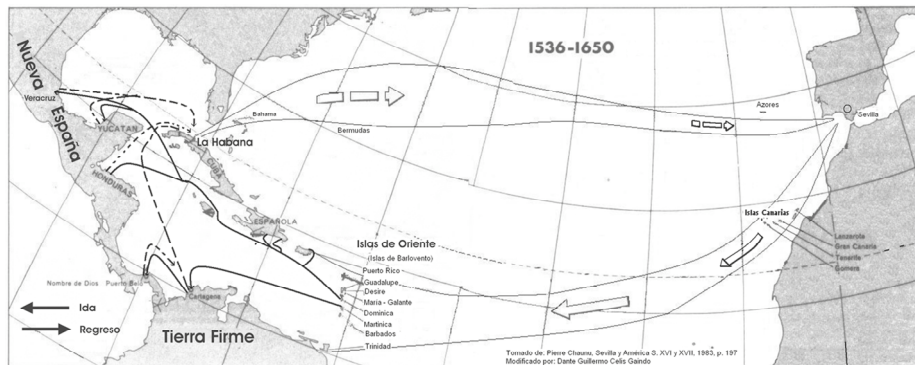 1536-1650
Nueva
España
Veracruz
YUCATAN
HONDURAS
La Habana
CUBA
Bahama
Bermudas
Azores
Sevilla
ESPAÑOLA
Islas de Oriente
(Islas de Barlovento)
Puerto Rico
Guadalupe
Desire
Maria - Galante
Dominica
Martinica
Barbados
Trinidad
Islas Canarias
Lanzarote
Gran Canaria
Tenerife
Gomera
Nombre de Dios
Puerto Belo
Cartagena
Tierra Firme
Ida
Regreso
Tomado de: Pierre Chaunu, Sevilla y América S. XVI y XVII, 1983, p. 197
Modificado por: Dante Guillermo Celis Galindo